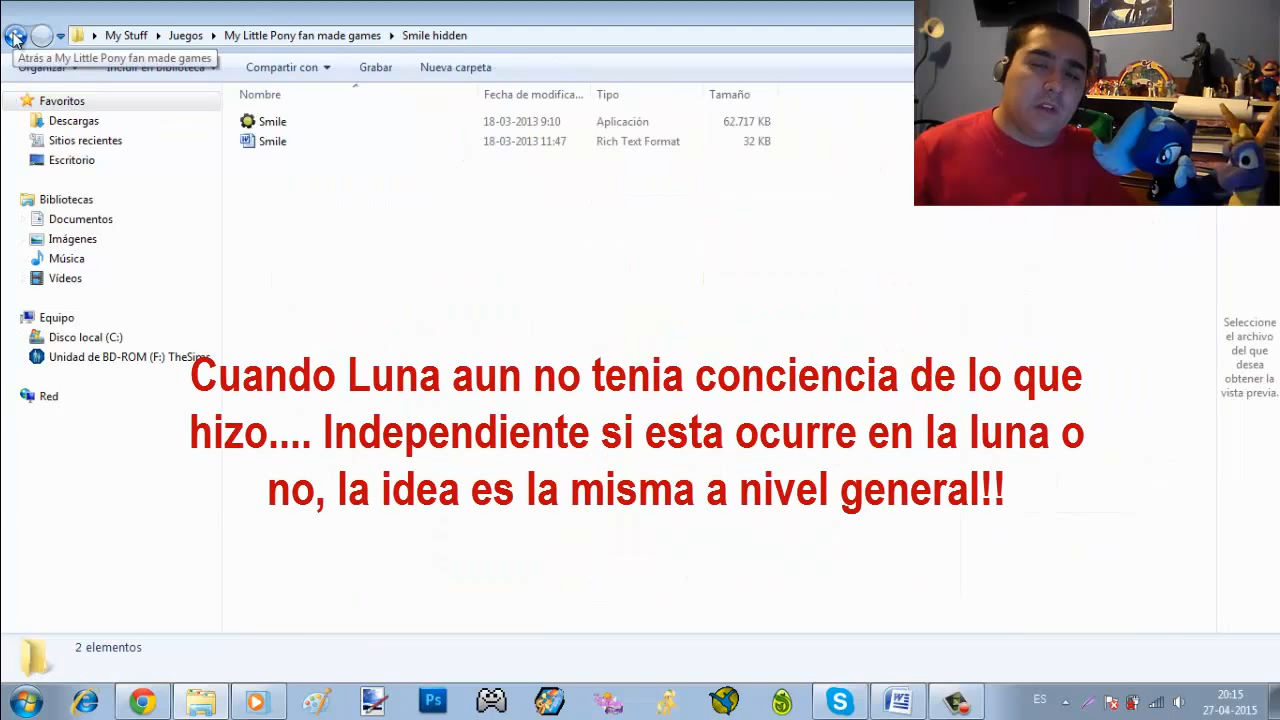 My Stuff Juegos My Little Pony fan made games Smile hidden
Atrás a My Little Pony fan made games
Organizar Incluir en biblioteca Compartir con Grabar Nueva carpeta
Nombre Fecha de modifica... Tipo Tamaño
Favoritos
Descargas
Sitios recientes
Escritorio
Bibliotecas
Documentos
Imágenes
Música
Vídeos
Equipo
Disco local (C:)
Unidad de BD-ROM (F:) TheSims
Red
Smile 18-03-2013 9:10 Aplicación 62.717 KB
Smile 18-03-2013 11:47 Rich Text Format 32 KB
Seleccione
el archivo
del que
desea
obtener la
vista previa.
Cuando Luna aun no tenia conciencia de lo que
hizo.... Independiente si esta ocurre en la luna o
no, la idea es la misma a nivel general!!
2 elementos
Ps
ES
20:15
27-04-2015